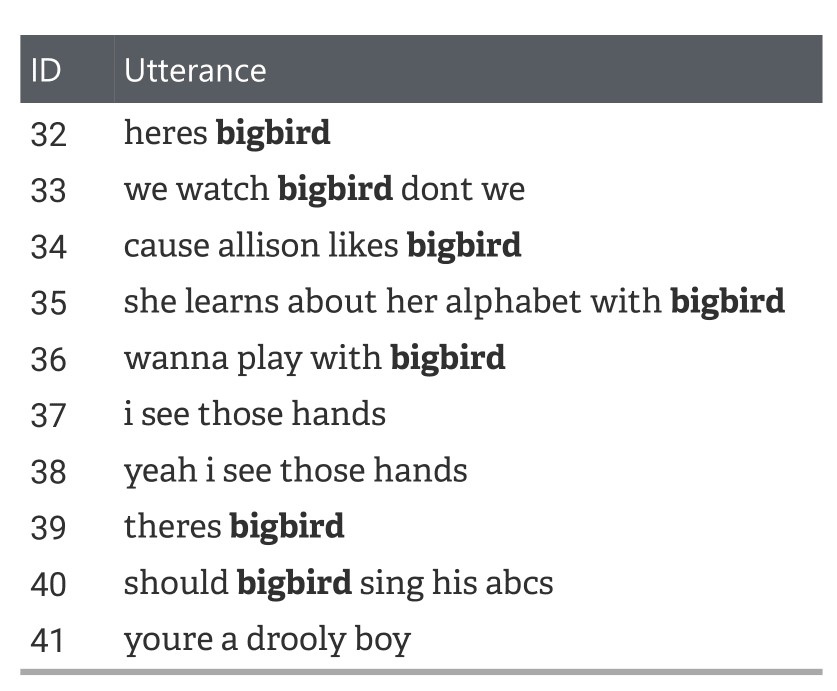 ID Utterance
32 heres bigbird
33 we watch bigbird dont we
34 cause allison likes bigbird
35 she learns about her alphabet with bigbird
36 wanna play with bigbird
37 i see those hands
38 yeah i see those hands
39 theres bigbird
40 should bigbird sing his abcs
41 youre a drooly boy